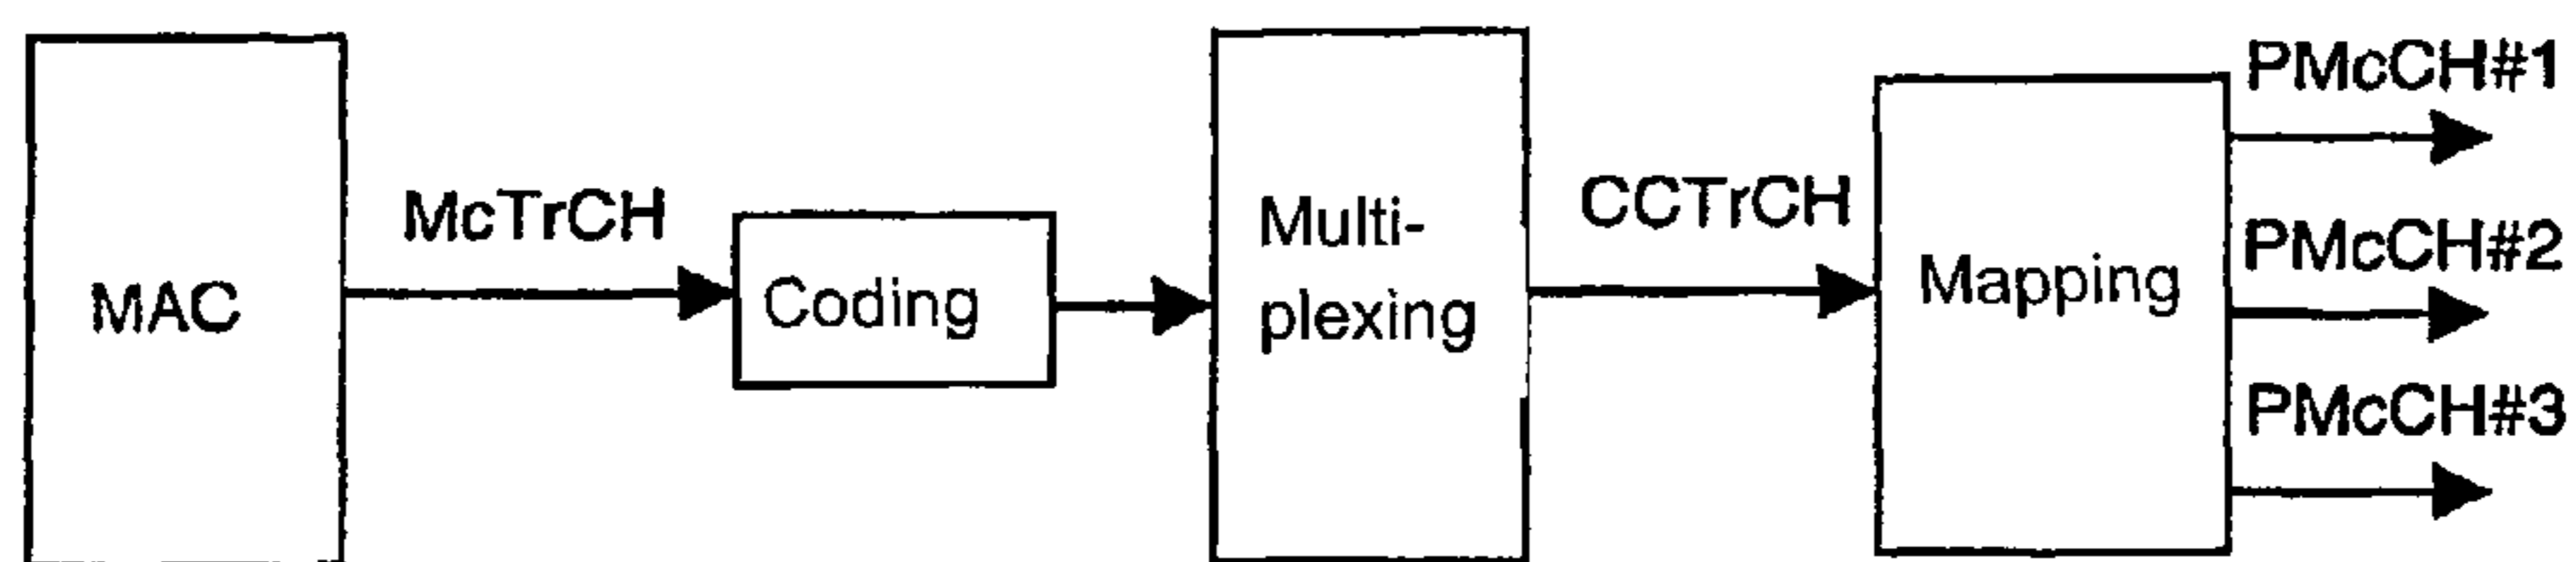 MAC
McTrCH
Coding
Multi-
plexing
CCTrCH
Mapping
PMcCH#1
PMcCH#2
PMcCH#3